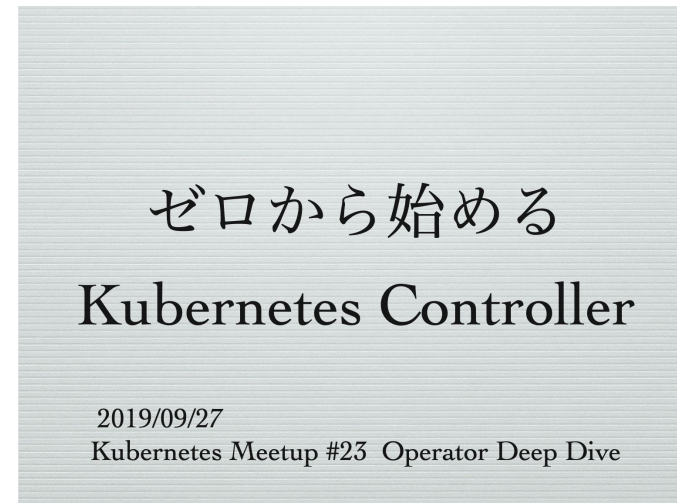 ゼロから始める
Kubernetes Controller
2019/09/27
Kubernetes Meetup #23 Operator Deep Dive